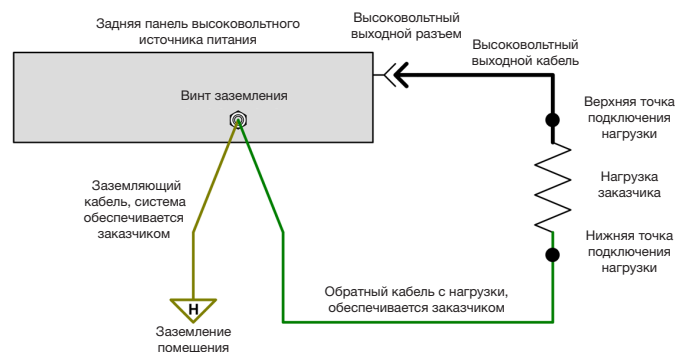 Задняя панель высоковольтного
источника питания
Высоковольтный
выходной разъем
Высоковольтный
выходной кабель
Винт заземления
Верхняя точка
подключения
нагрузки
Нагрузка
заказчика
Заземляющий
кабель, система
обеспечивается
заказчиком
Нижняя точка
подключения
нагрузки
Обратный кабель с нагрузки,
обеспечивается заказчиком
Н
Заземление
помещения